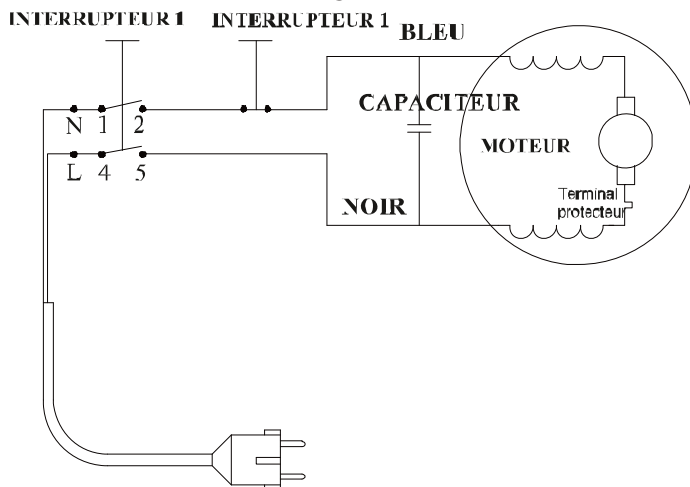 INTERRUPTEUR 1 INTERRUPTEUR 1
BLEU
CAPACITEUR
N 1 2
MOTEUR
L 4 5
Terminal
protecteur
NOIR